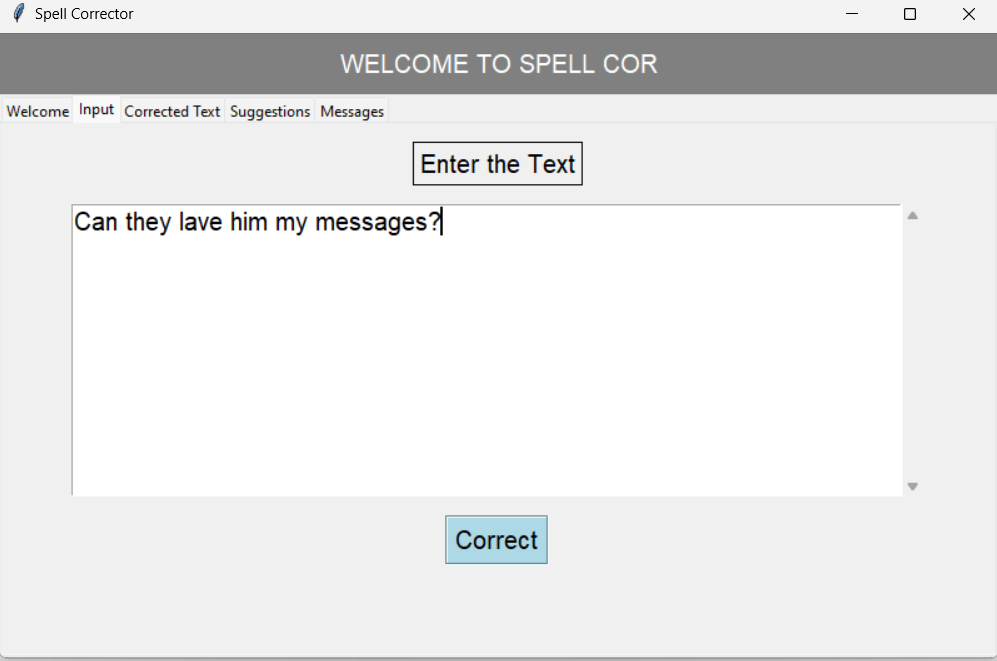 Spell Corrector
WELCOME TO SPELL COR
Welcome Input Corrected Text Suggestions Messages
Enter the Text
Can they lave him my messages?
Correct